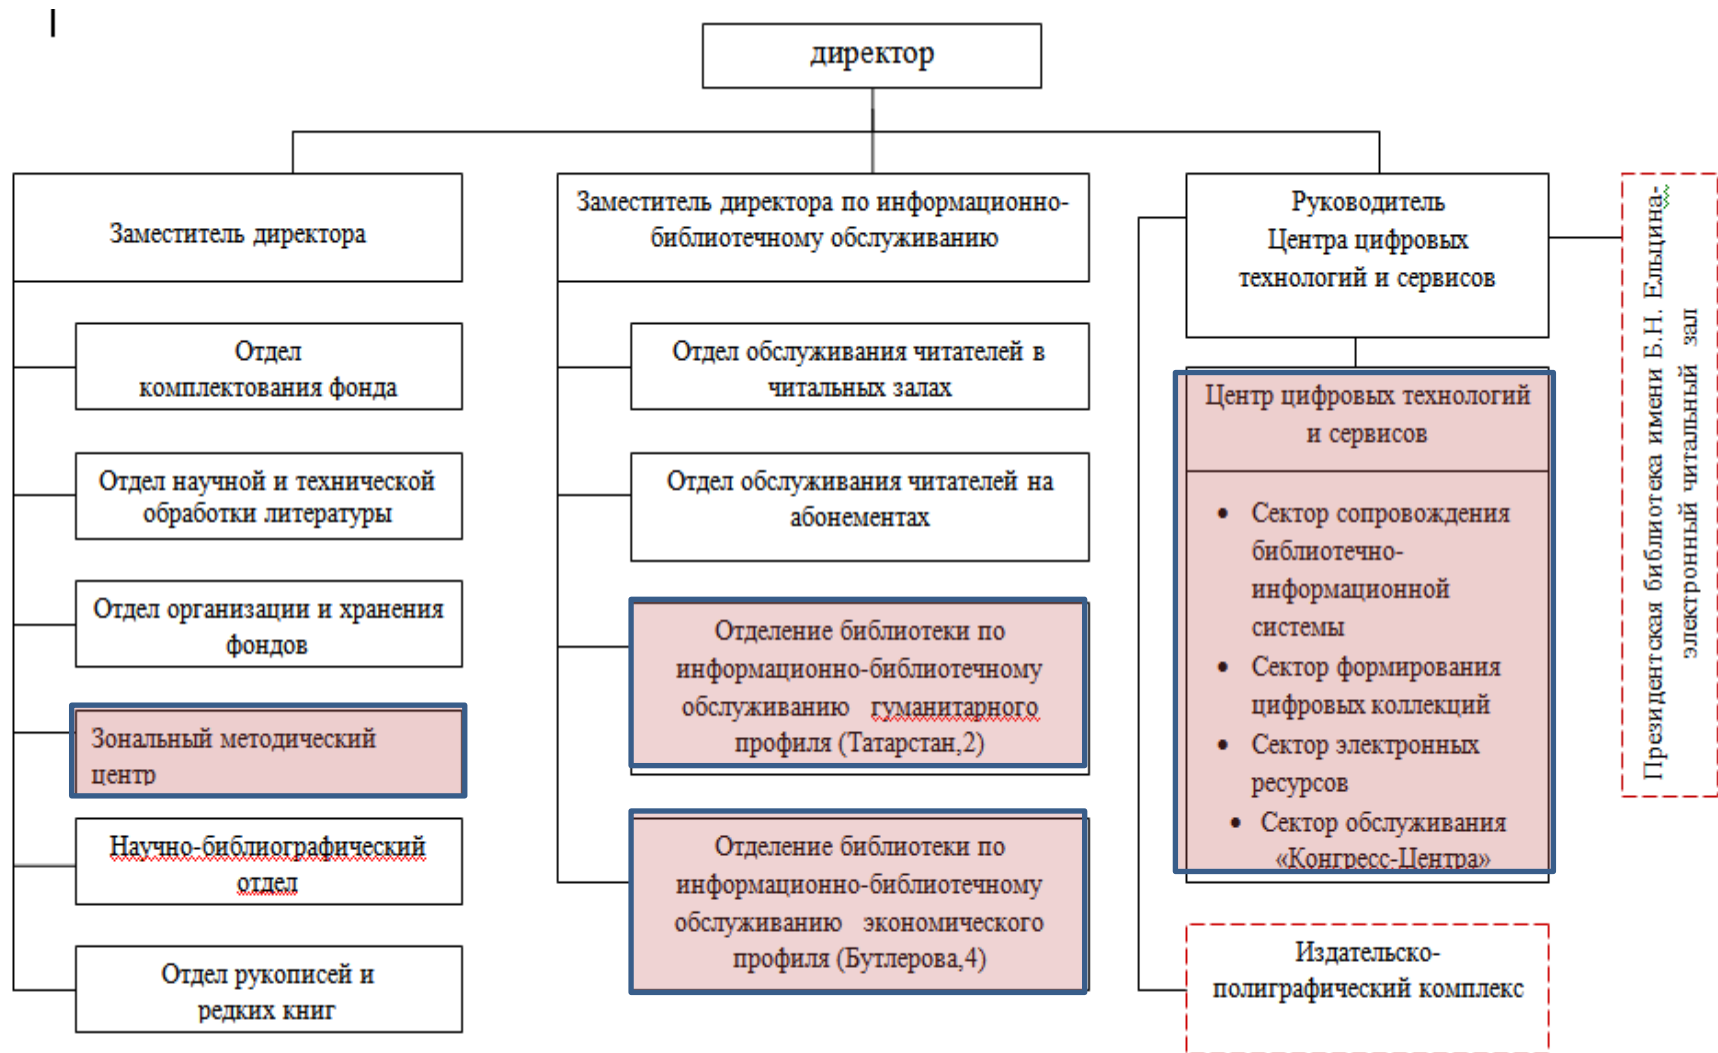 директор
Заместитель директора
Отдел
комплектования фонда
Отдел научной и технической
обработки литературы
Отдел организации и хранения
фондов
Зональный методический
центр
Научно-библиографический
отдел
Отдел рукописей и
редких книг
Заместитель директора по информационно-
библиотечному обслуживанию
Отдел обслуживания читателей в
читальных залах
Отдел обслуживания читателей на
абонементах
Отделение библиотеки по
информационно-библиотечному
обслуживанию гуманитарного
профиля (Татарстан,2)
Отделение библиотеки по
информационно-библиотечному
обслуживанию экономического
профиля (Бутлерова,4)
Руководитель
Центра цифровых
технологий и сервисов
Центр цифровых технологий
и сервисов
• Сектор сопровождения
библиотечно-
информационной
системы
• Сектор формирования
цифровых коллекций
• Сектор электронных
ресурсов
• Сектор обслуживания
«Конгресс-Центра»
Издательско-
полиграфический комплекс
Президентская библиотека имени Б.Н. Ельцина-
электронный читальный зал